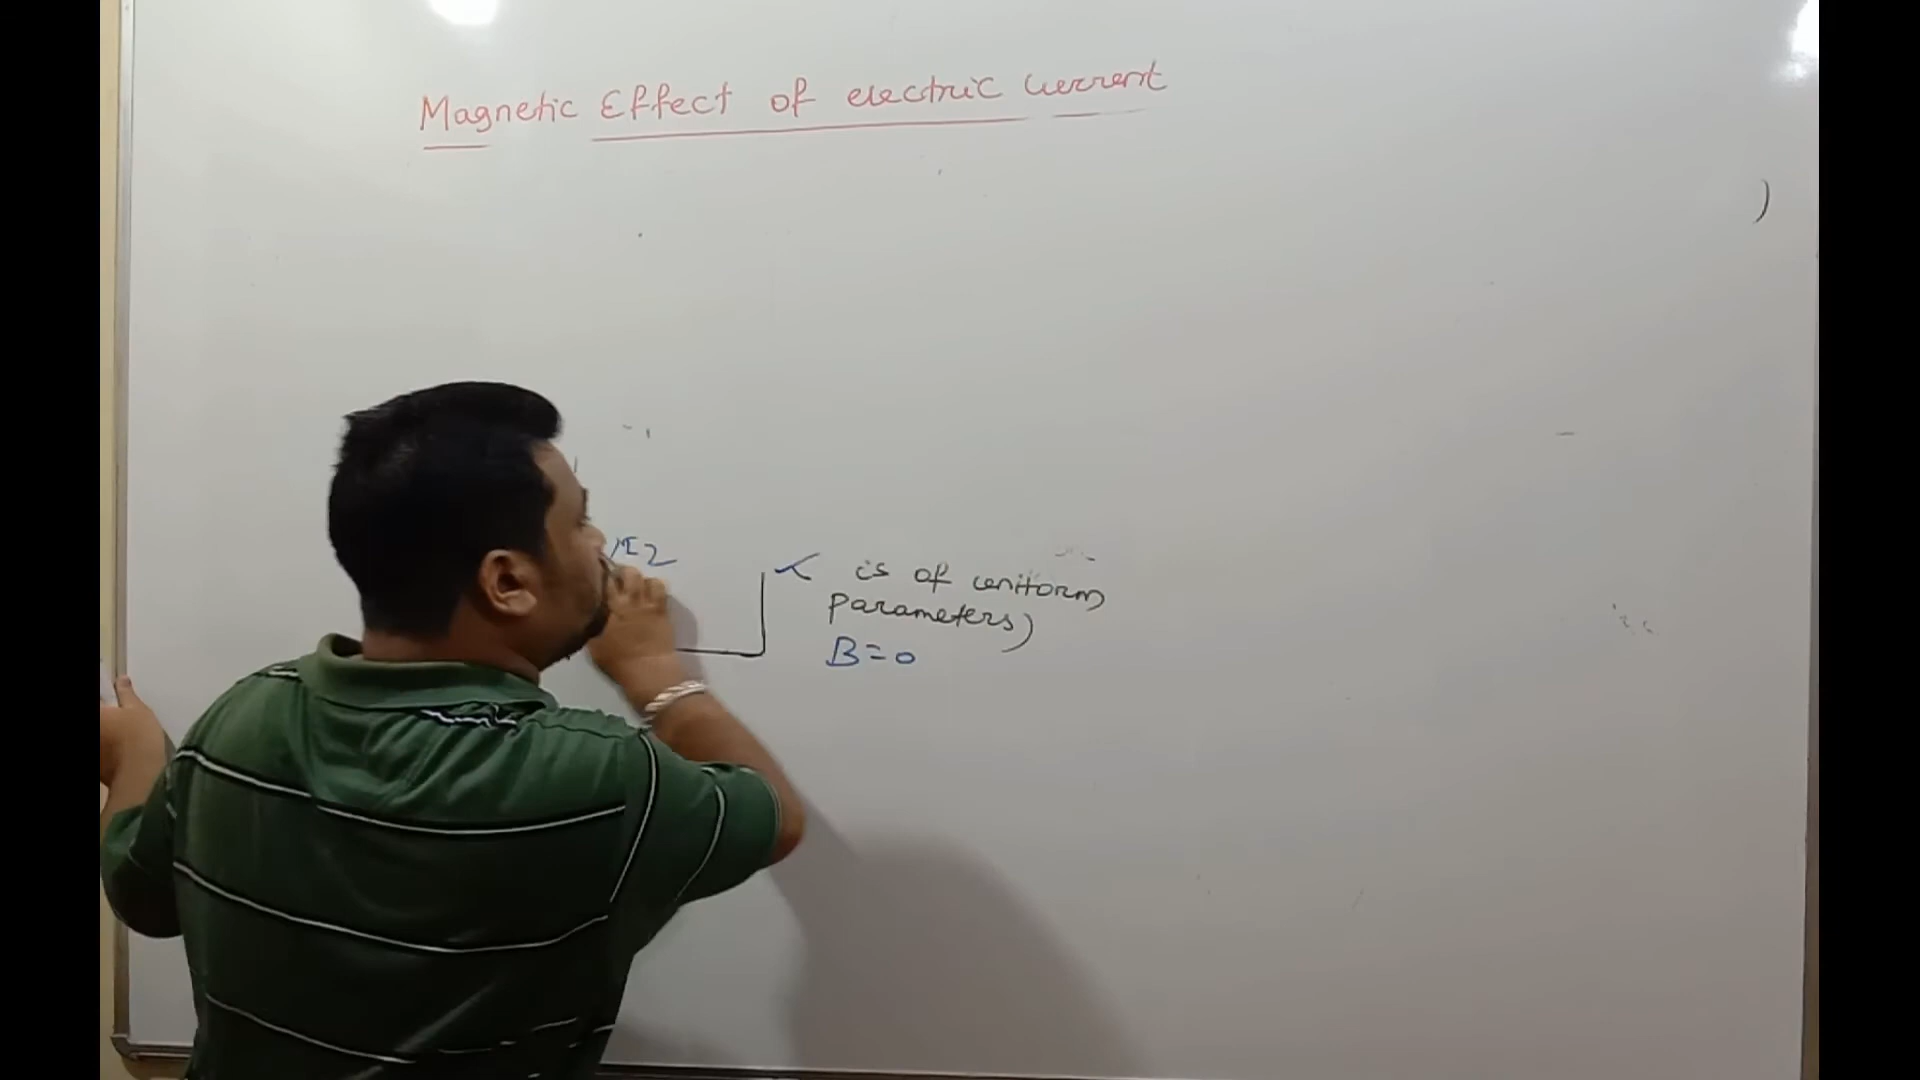 Magnetic Effect of electric current
is of uniform
parameters)
B=0